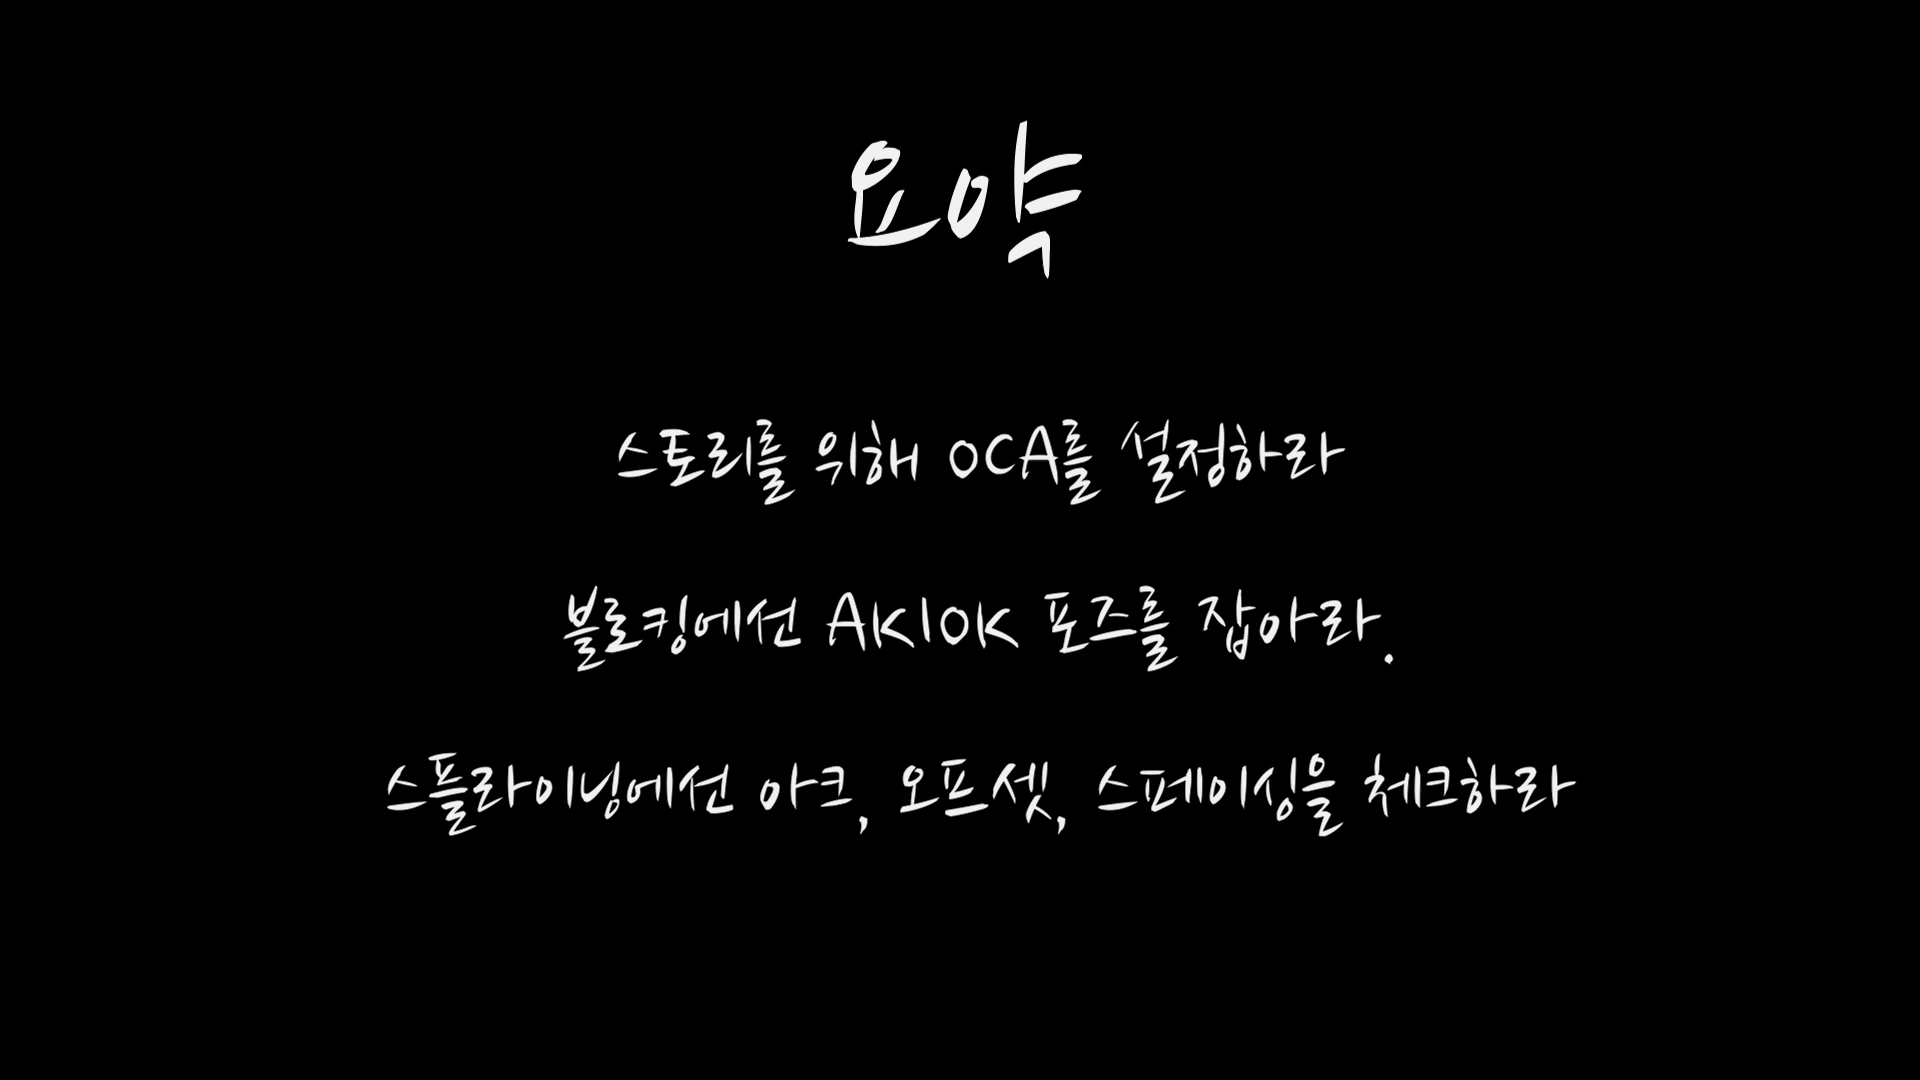 요약
스토리를 위해 OCA를 설정하라
블로킹에선 AKIOK 포즈를 잡아라.
스플라이닝에선 아크, 오프셋, 스페이싱을 체크하라